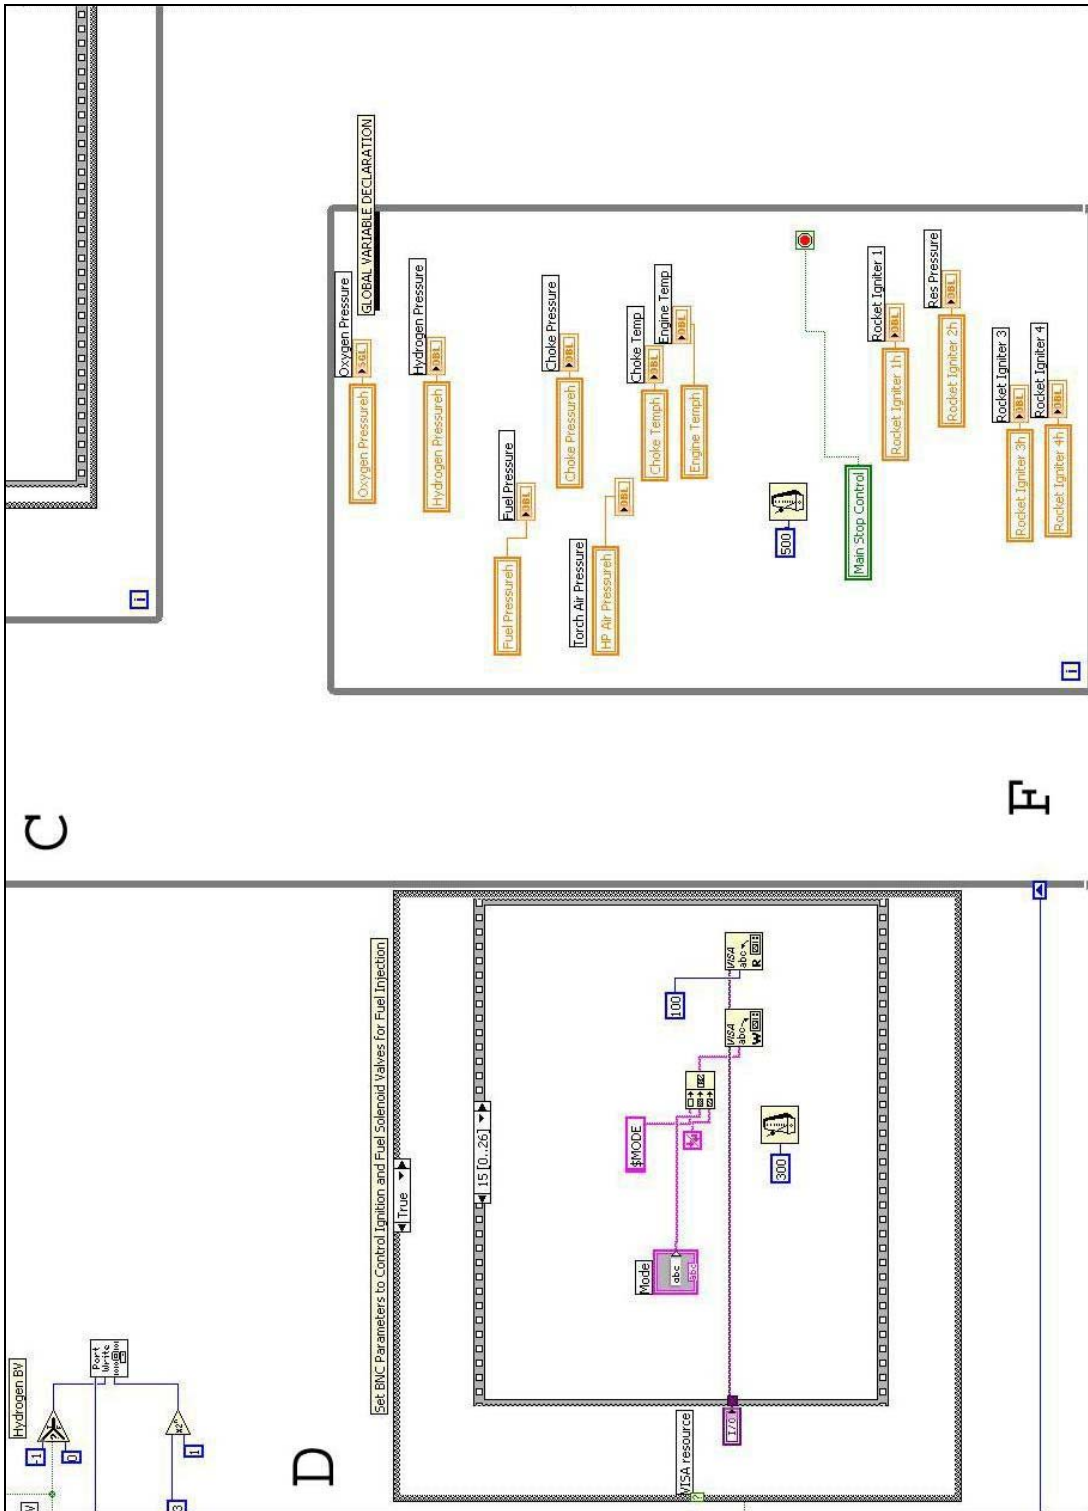 C
i
GLOBAL VARIABLE DECLARATION
Oxygen Pressure
Oxygen Pressureh
SGL
Hydrogen Pressure
Hydrogen Pressureh
DBL
Fuel Pressure
Fuel Pressureh
DBL
Choke Pressure
Choke Pressureh
DBL
Torch Air Pressure
HP Air Pressureh
DBL
Choke Temp
Choke Temph
DBL
Engine Temp
Engine Temph
DBL
500
Main Stop Control
Rocket Igniter 1
Rocket Igniter 1h
DBL
Res Pressure
Rocket Igniter 2h
DBL
Rocket Igniter 3
Rocket Igniter 3h
DBL
Rocket Igniter 4
Rocket Igniter 4h
DBL
i
F
Hydrogen BV
-1
0
Port
Write
x2^n
1
3
V
D
Set BNC Parameters to Control Ignition and Fuel Solenoid Valves for Fuel Injection
True
15 [0..26]
Mode
abc
abc
$MODE
100
VISA
abc
W
VISA
abc
R
300
VISA resource
I/O
?